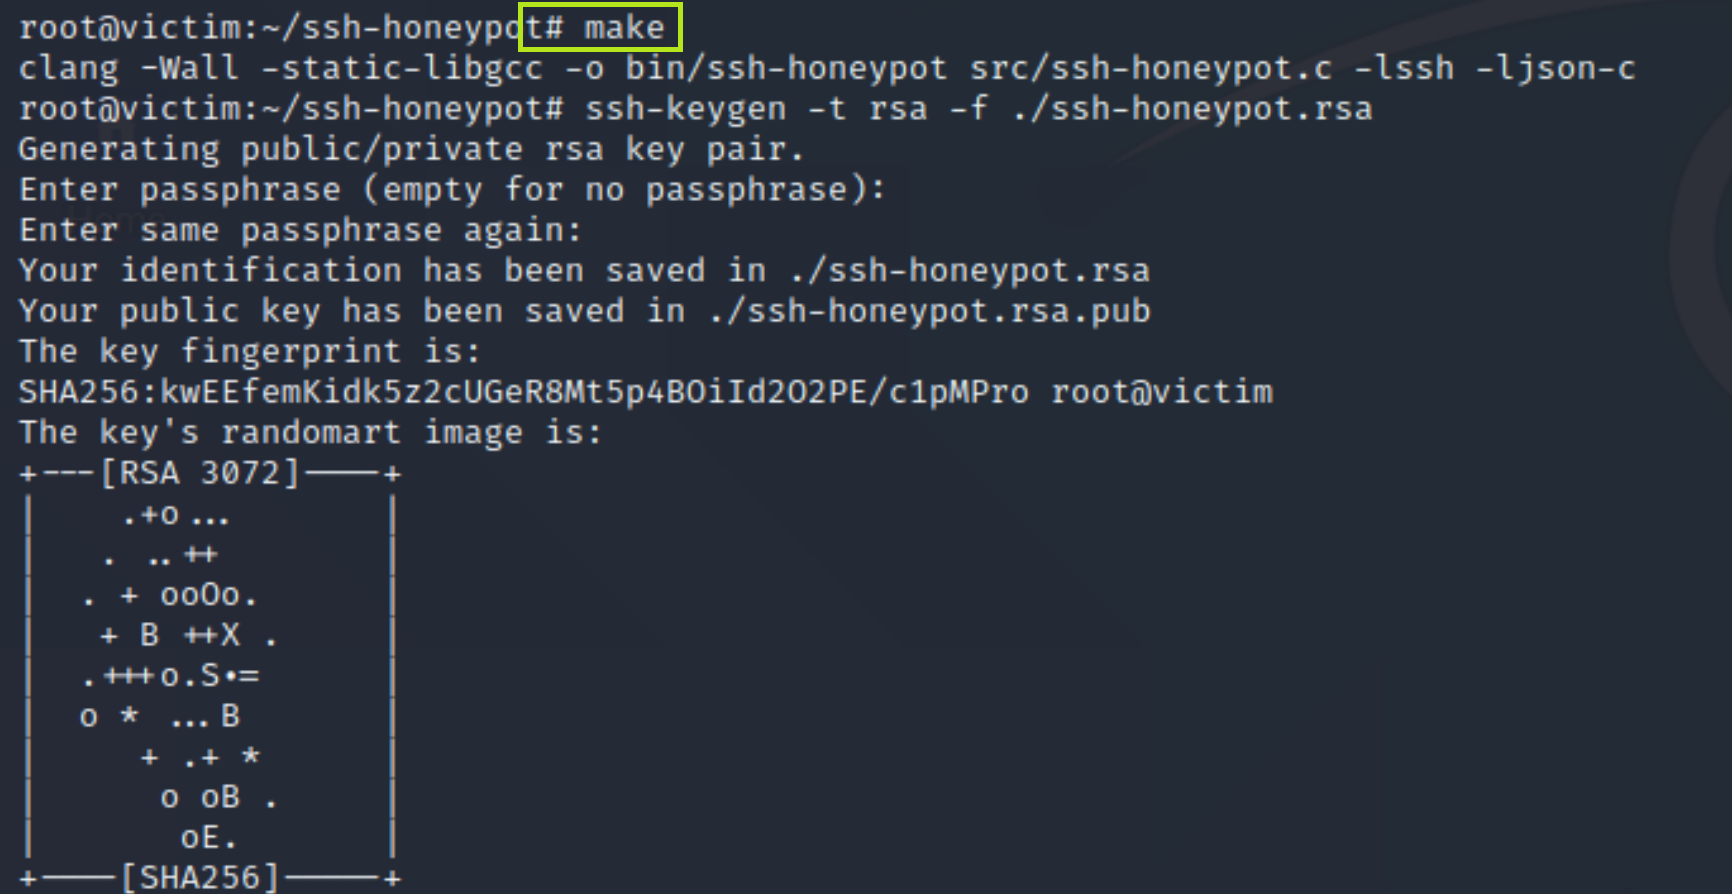 root@victim:~/ssh-honeypot# make
clang -Wall -static-libgcc -o bin/ssh-honeypot src/ssh-honeypot.c -lssh -ljson-c
root@victim:~/ssh-honeypot# ssh-keygen -t rsa -f ./ssh-honeypot.rsa
Generating public/private rsa key pair.
Enter passphrase (empty for no passphrase):
Enter same passphrase again:
Your identification has been saved in ./ssh-honeypot.rsa
Your public key has been saved in ./ssh-honeypot.rsa.pub
The key fingerprint is:
SHA256:kwEEfemKidk5z2cUGeR8Mt5p4BOiId2O2PE/c1pMPro root@victim
The key's randomart image is:
+---[RSA 3072]----+
|    .+o...       |
|   .  ..++       |
|  . + ooOo.      |
|   + B ++X .     |
|  .+++o.S.=      |
|  o *  ...B      |
|     + .+ *      |
|      o oB .     |
|       oE.       |
+----[SHA256]-----+